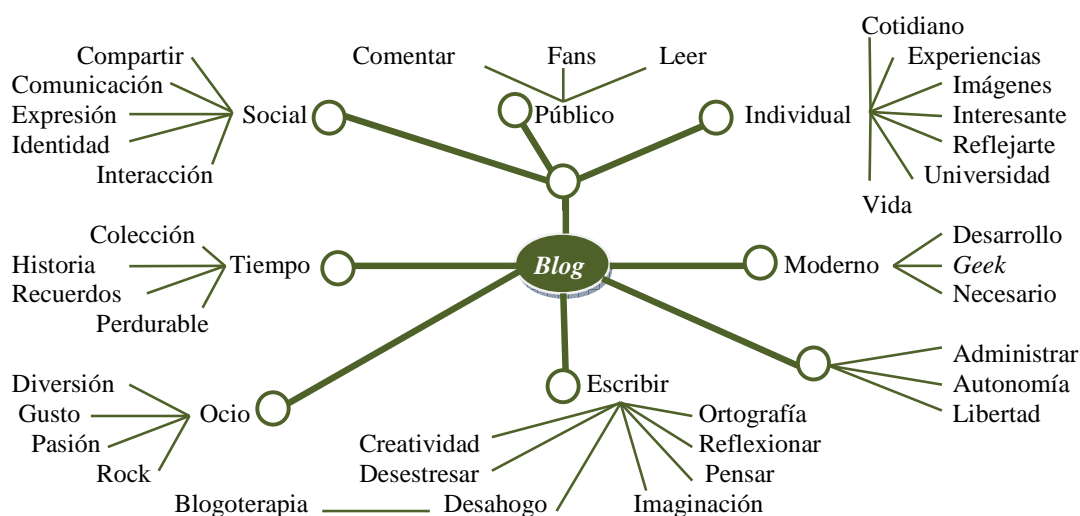 Cotidiano
Compartir
Comentar
Fans
Leer
Experiencias
Comunicación
Imágenes
Expresión
Social
Público
Individual
Interesante
Identidad
Reflejarte
Interacción
Universidad
Vida
Colección
Desarrollo
Historia
Tiempo
Blog
Moderno
Geek
Recuerdos
Necesario
Perdurable
Administrar
Diversión
Escribir
Autonomía
Gusto
Ocio
Ortografía
Libertad
Pasión
Creatividad
Reflexionar
Rock
Desestresar
Pensar
Blogoterapia
Desahogo
Imaginación